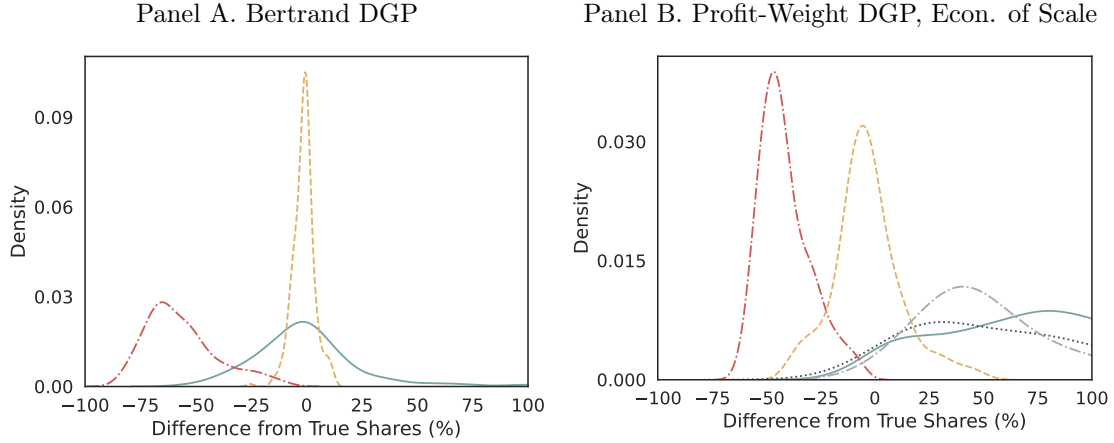 Panel A. Bertrand DGP
0.09
0.06
0.03
0.00
Density
−100 −75 −50 −25 0 25 50 75 100
Difference from True Shares (%)
Panel B. Profit-Weight DGP, Econ. of Scale
0.030
0.015
0.000
Density
−100 −75 −50 −25 0 25 50 75 100
Difference from True Shares (%)